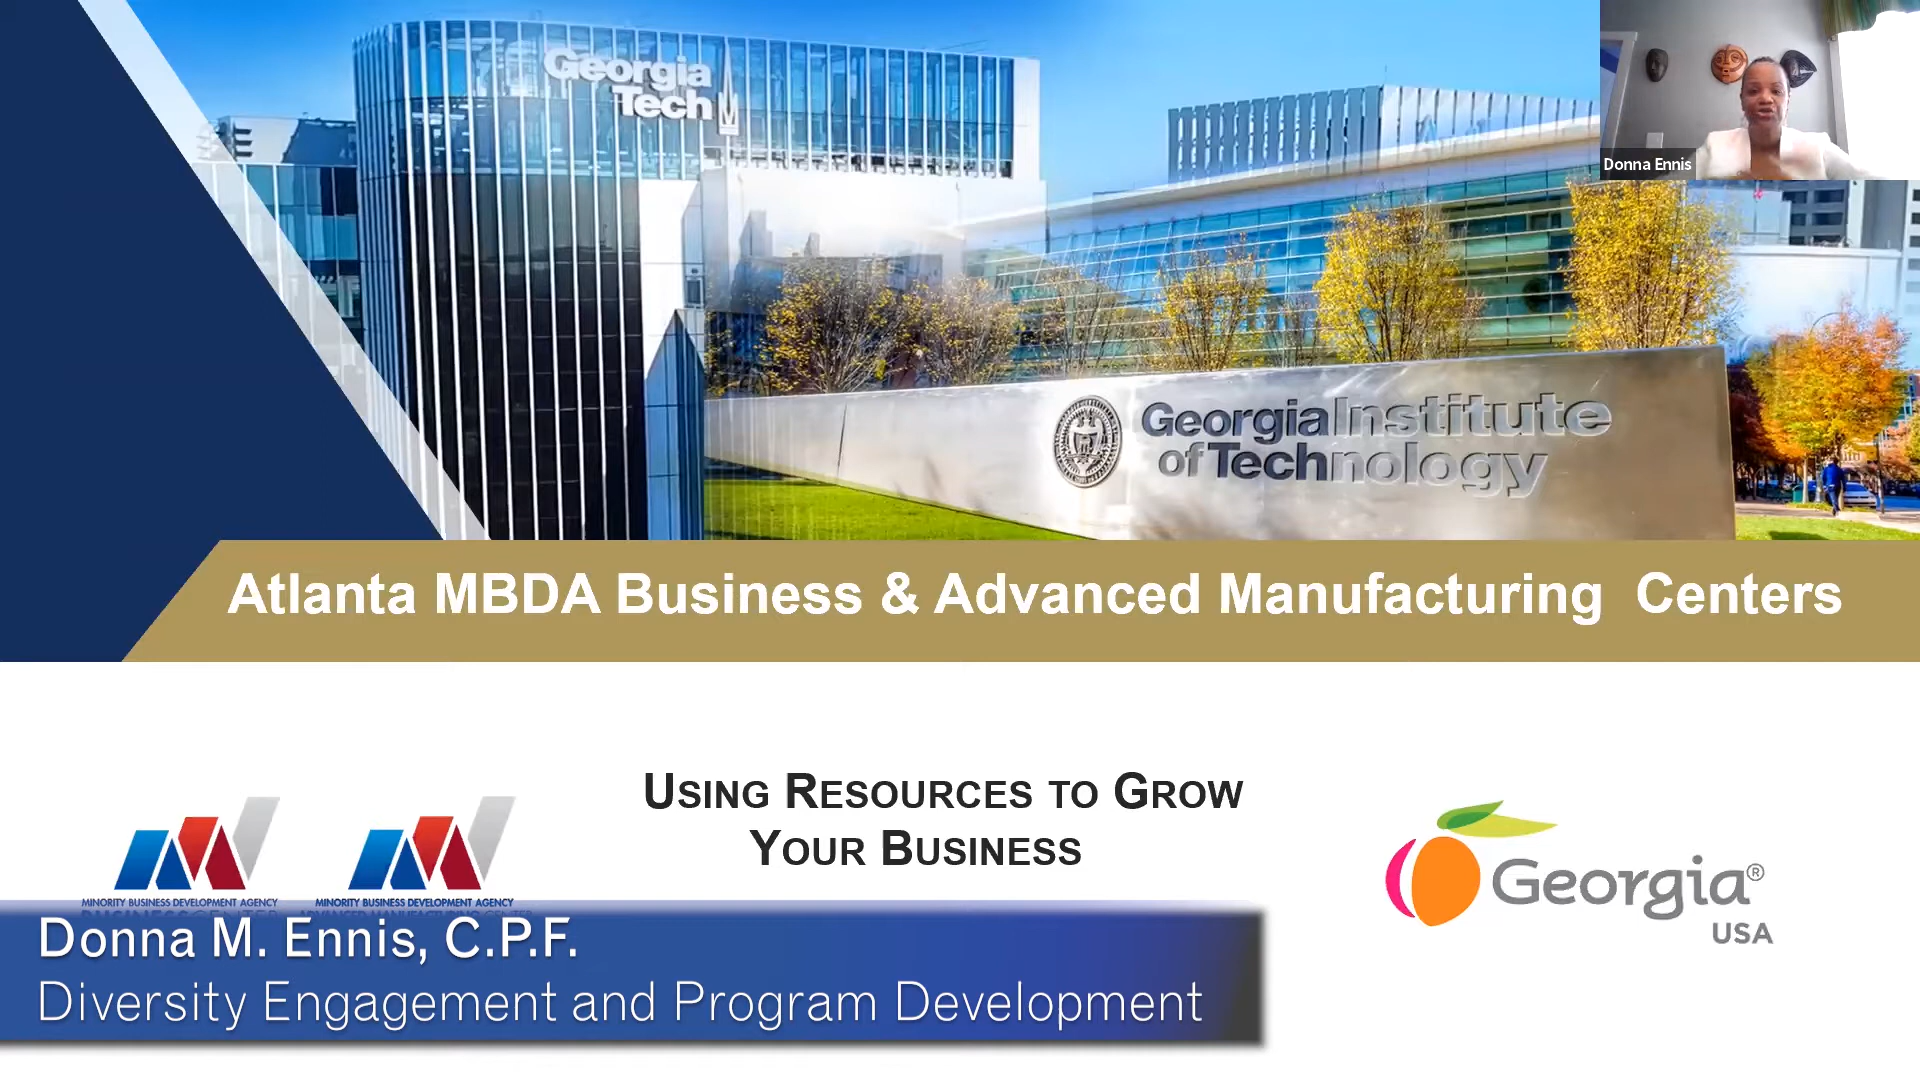 Georgia
Tech
Donna Ennis
Georgia Institute
of Technology
Atlanta MBDA Business & Advanced Manufacturing Centers
USING RESOURCES TO GROW
YOUR BUSINESS
MINORITY BUSINESS DEVELOPMENT AGENCY
MINORITY BUSINESS DEVELOPMENT AGENCY
Georgia®
USA
Donna M. Ennis, C.P.F.
Diversity Engagement and Program Development